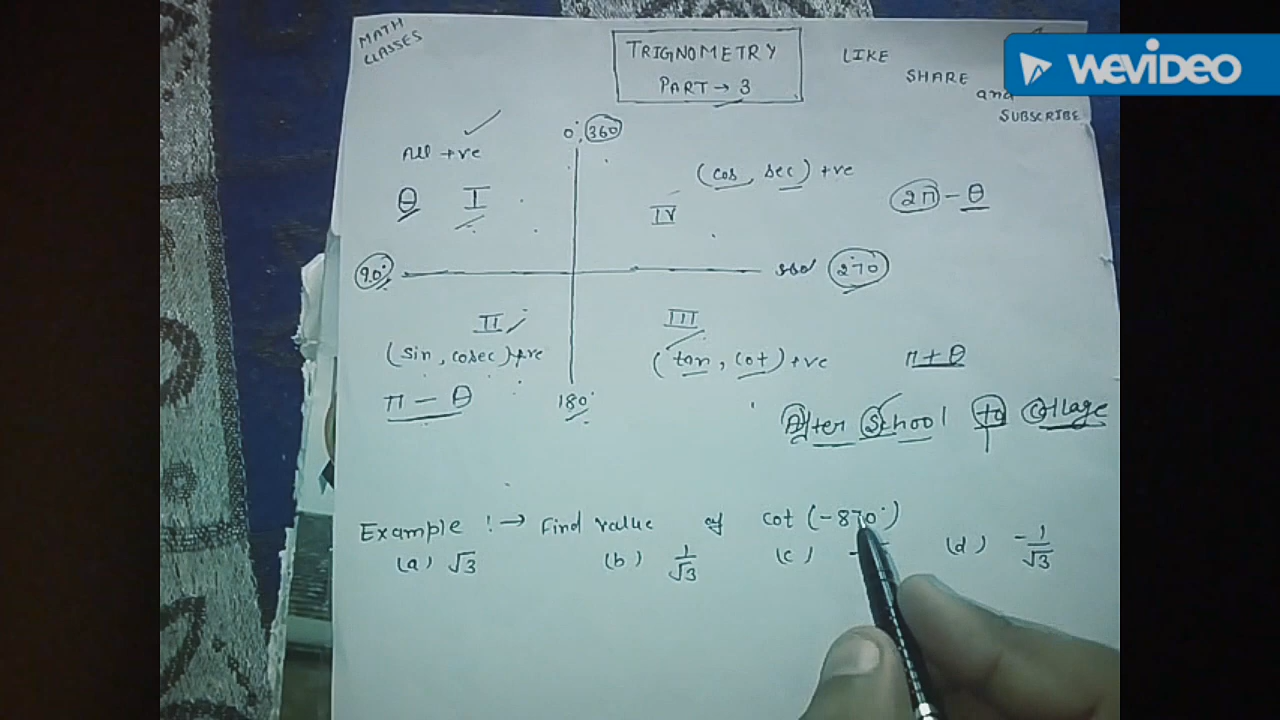 MATH
CLASSES
TRIGNOMETRY
PART → 3
LIKE
SHARE
and
SUBSCRIBE
WEVIDEO
0°, 360
All +ve
θ I
(cos, sec) +ve
IV
2π - θ
90°
270
II
(sin, cosec) +ve
π - θ
180°
III
(tan, cot) +ve
π + θ
After School to Collage
Example :→ Find value of cot (-870°)
(a) √3 (b) 1/√3 (c) - (d) -1/√3